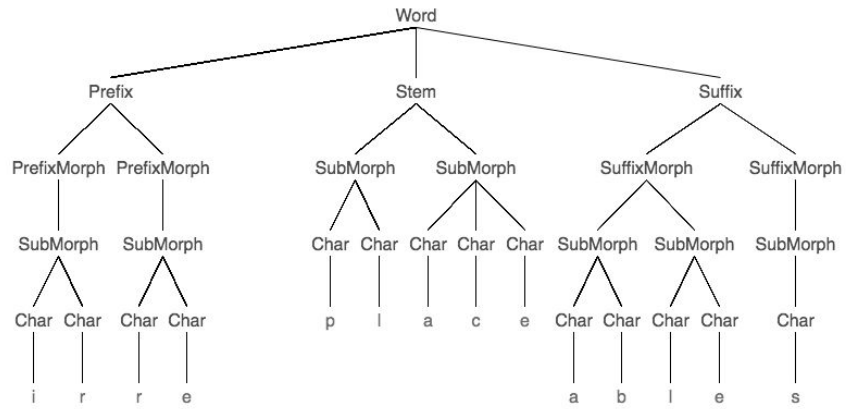 Word
Prefix Stem Suffix
PrefixMorph PrefixMorph SubMorph SubMorph SuffixMorph SuffixMorph
SubMorph SubMorph Char Char Char Char Char SubMorph SubMorph SubMorph
Char Char Char Char p l a c e Char Char Char Char Char
i r r e a b l e s